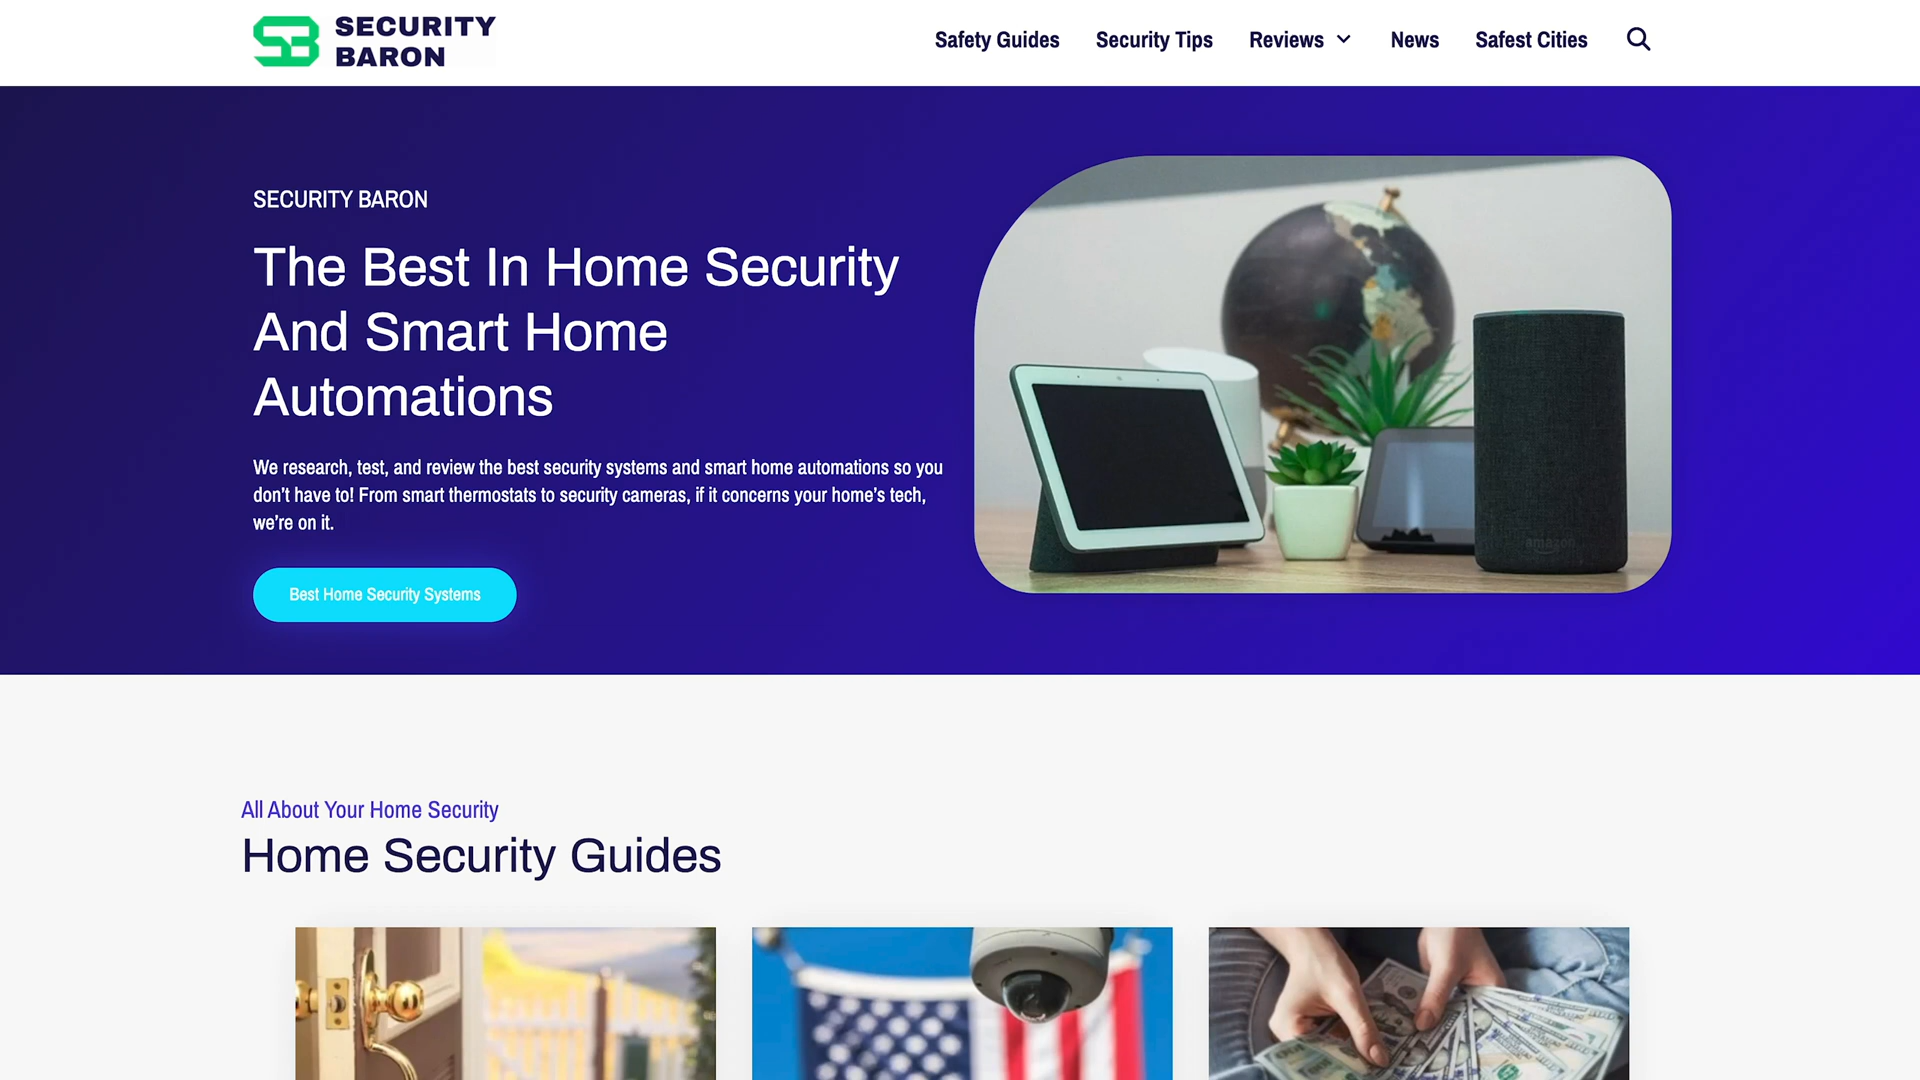 SECURITY
BARON
Safety Guides Security Tips Reviews News Safest Cities
SECURITY BARON
The Best In Home Security
And Smart Home
Automations
We research, test, and review the best security systems and smart home automations so you
don’t have to! From smart thermostats to security cameras, if it concerns your home’s tech,
we’re on it.
amazon
Best Home Security Systems
All About Your Home Security
Home Security Guides